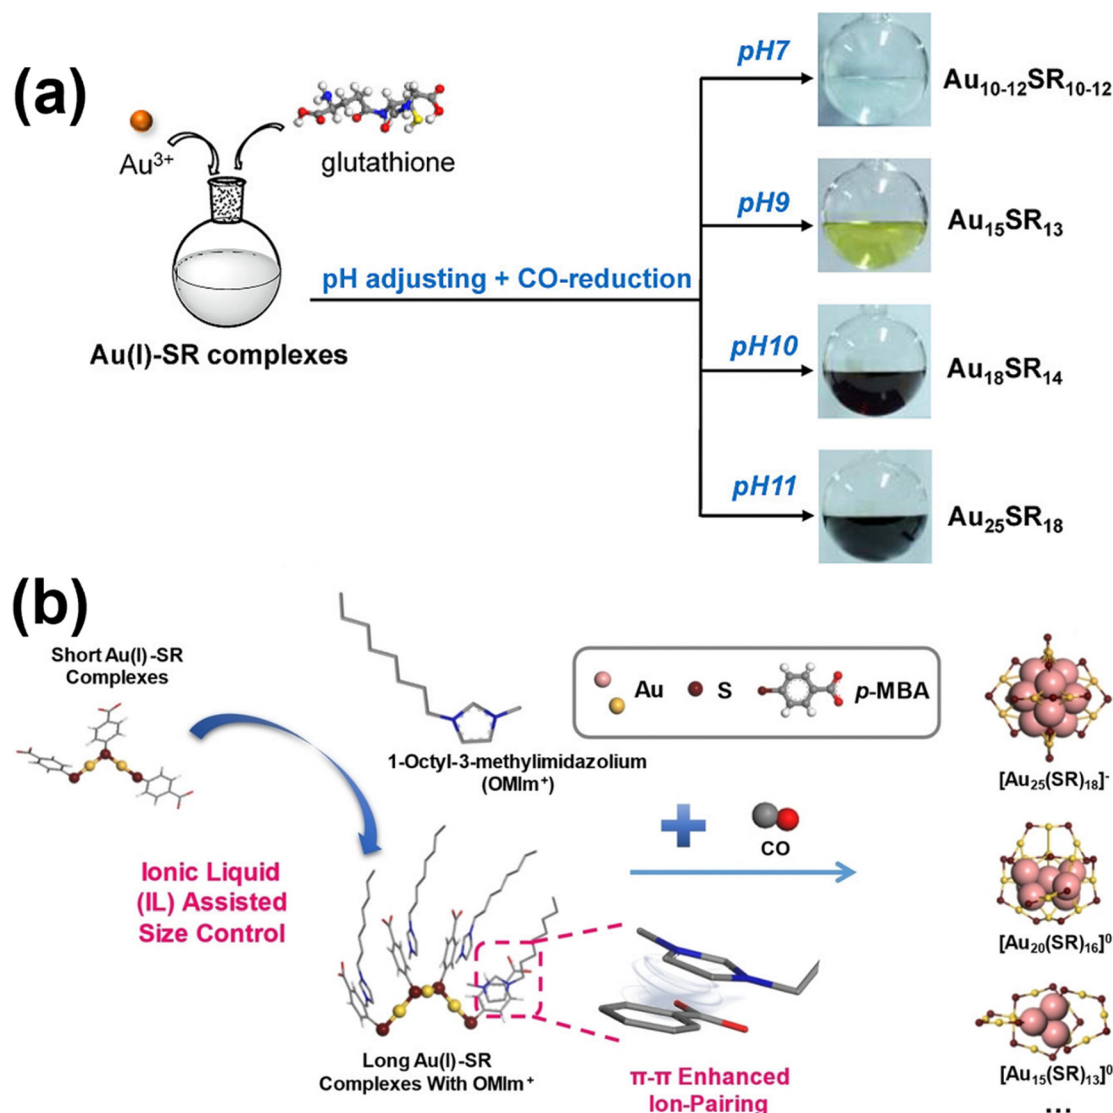 (a)
Au³⁺
glutathione
Au(I)-SR complexes
pH adjusting + CO-reduction
pH7
Au₁₀₋₁₂SR₁₀₋₁₂
pH9
Au₁₅SR₁₃
pH10
Au₁₈SR₁₄
pH11
Au₂₅SR₁₈
(b)
Short Au(I)-SR
Complexes
1-Octyl-3-methylimidazolium
(OMIm⁺)
Au
S
p-MBA
Ionic Liquid
(IL) Assisted
Size Control
CO
Long Au(I)-SR
Complexes With OMIm⁺
π-π Enhanced
Ion-Pairing
[Au₂₅(SR)₁₈]⁻
[Au₂₀(SR)₁₆]⁰
[Au₁₅(SR)₁₃]⁰
...